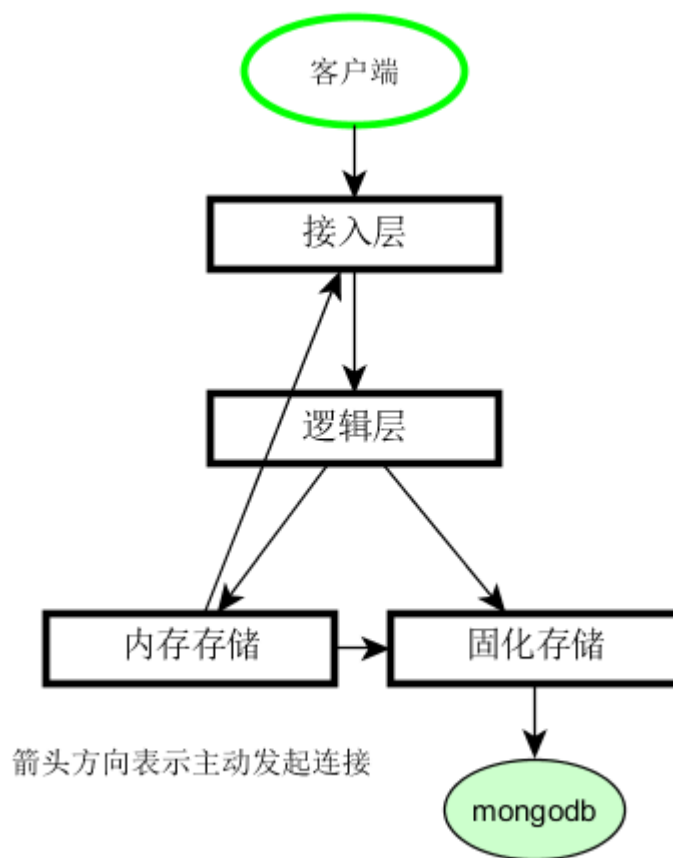 客户端
接入层
逻辑层
内存存储
固化存储
箭头方向表示主动发起连接
mongodb